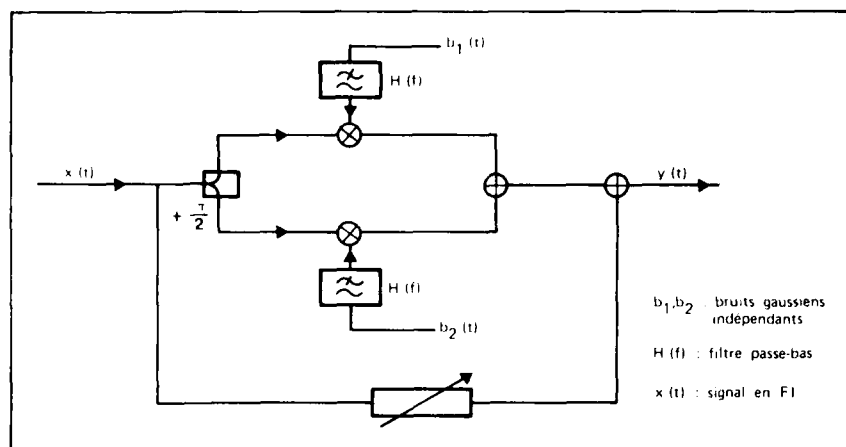 b₁ (t)
H (f)
x (t)
y (t)
+ π/2
H (f)
b₂ (t)
b₁,b₂ : bruits gaussiens
indépendants
H (f) : filtre passe-bas
x (t) : signal en FI